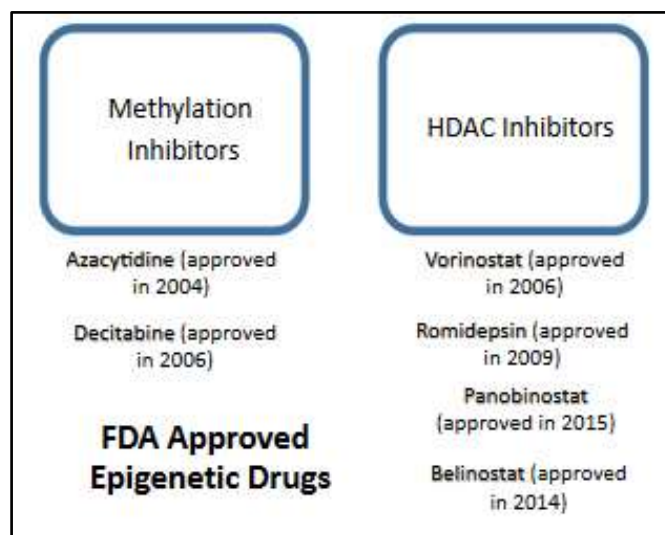 Methylation
Inhibitors
Azacytidine (approved
in 2004)
Decitabine (approved
in 2006)
FDA Approved
Epigenetic Drugs
HDAC Inhibitors
Vorinostat (approved
in 2006)
Romidepsin (approved
in 2009)
Panobinostat
(approved in 2015)
Belinostat (approved
in 2014)